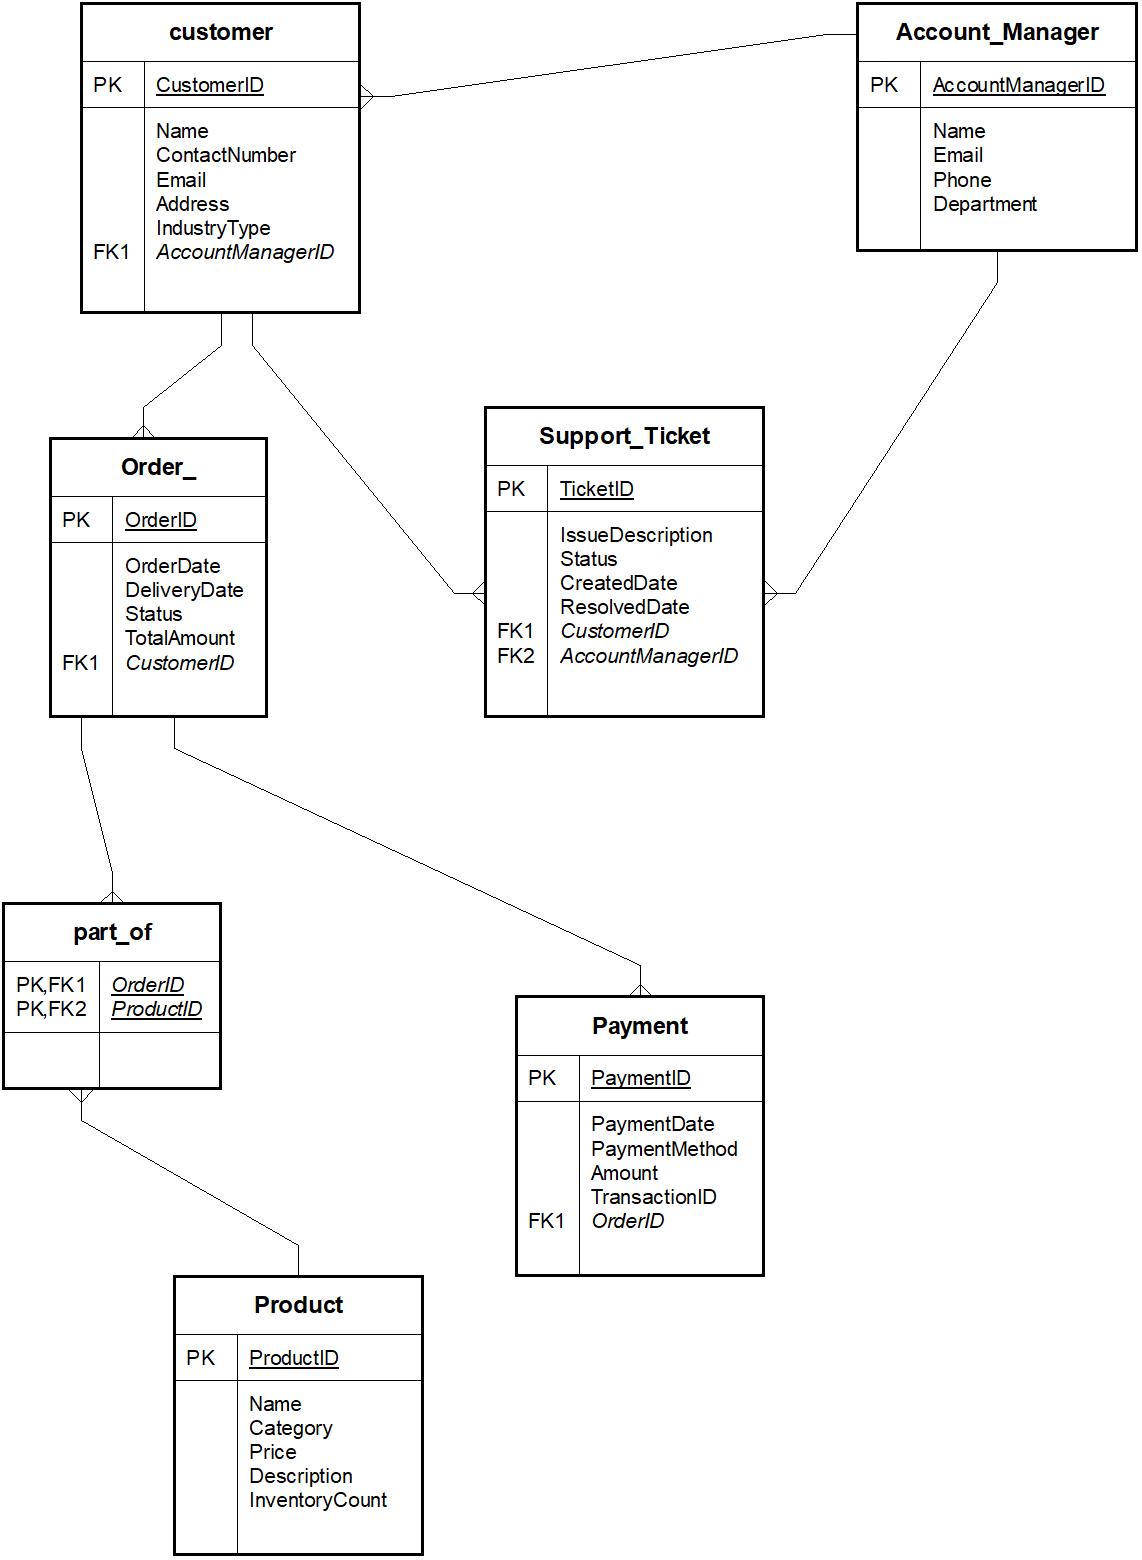 customer
PK CustomerID
Name
ContactNumber
Email
Address
IndustryType
FK1 AccountManagerID
Account_Manager
PK AccountManagerID
Name
Email
Phone
Department
Order_
PK OrderID
OrderDate
DeliveryDate
Status
TotalAmount
FK1 CustomerID
Support_Ticket
PK TicketID
IssueDescription
Status
CreatedDate
ResolvedDate
FK1 CustomerID
FK2 AccountManagerID
part_of
PK,FK1 OrderID
PK,FK2 ProductID
Payment
PK PaymentID
PaymentDate
PaymentMethod
Amount
TransactionID
FK1 OrderID
Product
PK ProductID
Name
Category
Price
Description
InventoryCount